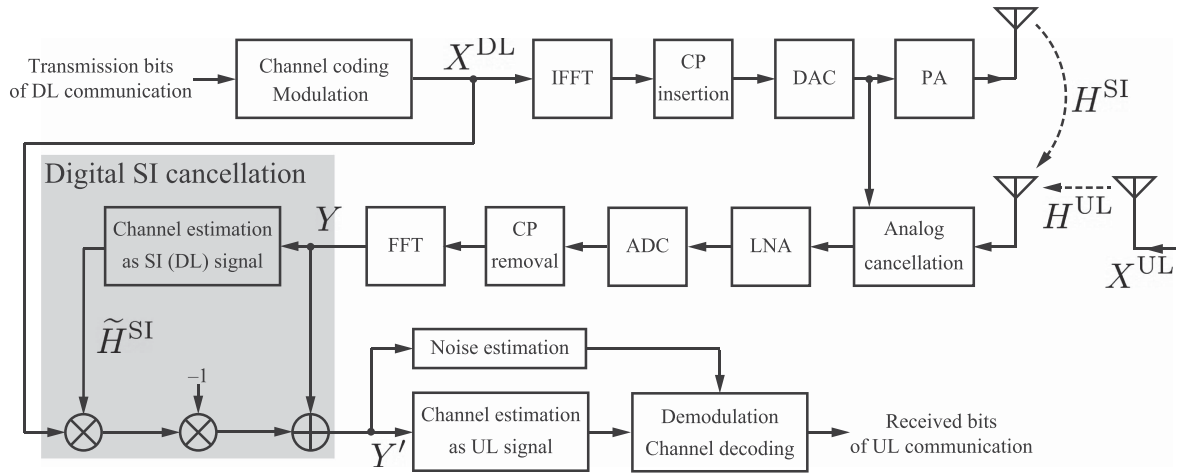 Transmission bits
of DL communication
Channel coding
Modulation
X^DL
IFFT
CP
insertion
DAC
PA
H^SI
Digital SI cancellation
Channel estimation
as SI (DL) signal
Y
FFT
CP
removal
ADC
LNA
Analog
cancellation
H^UL
X^UL
H̃^SI
–1
Noise estimation
Channel estimation
as UL signal
Y′
Demodulation
Channel decoding
Received bits
of UL communication